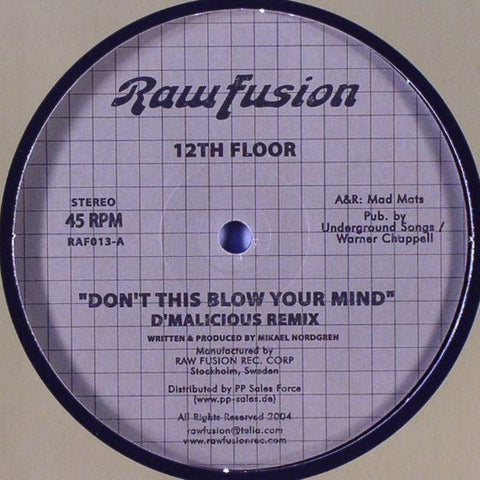 Raw Fusion
12TH FLOOR
STEREO
45 RPM
RAF013-A
A&R: Mad Mats
Pub. by
Underground Songs /
Warner Chappell
"DON'T THIS BLOW YOUR MIND"
D'MALICIOUS REMIX
WRITTEN & PRODUCED BY MIKAEL NORDGREN
Manufactured by
RAW FUSION REC. CORP
Stockholm, Sweden
Distributed by PP Sales Force
(www.pp-sales.de)
All Rights Reserved 2004
rawfusion@telia.com
www.rawfusionrec.com